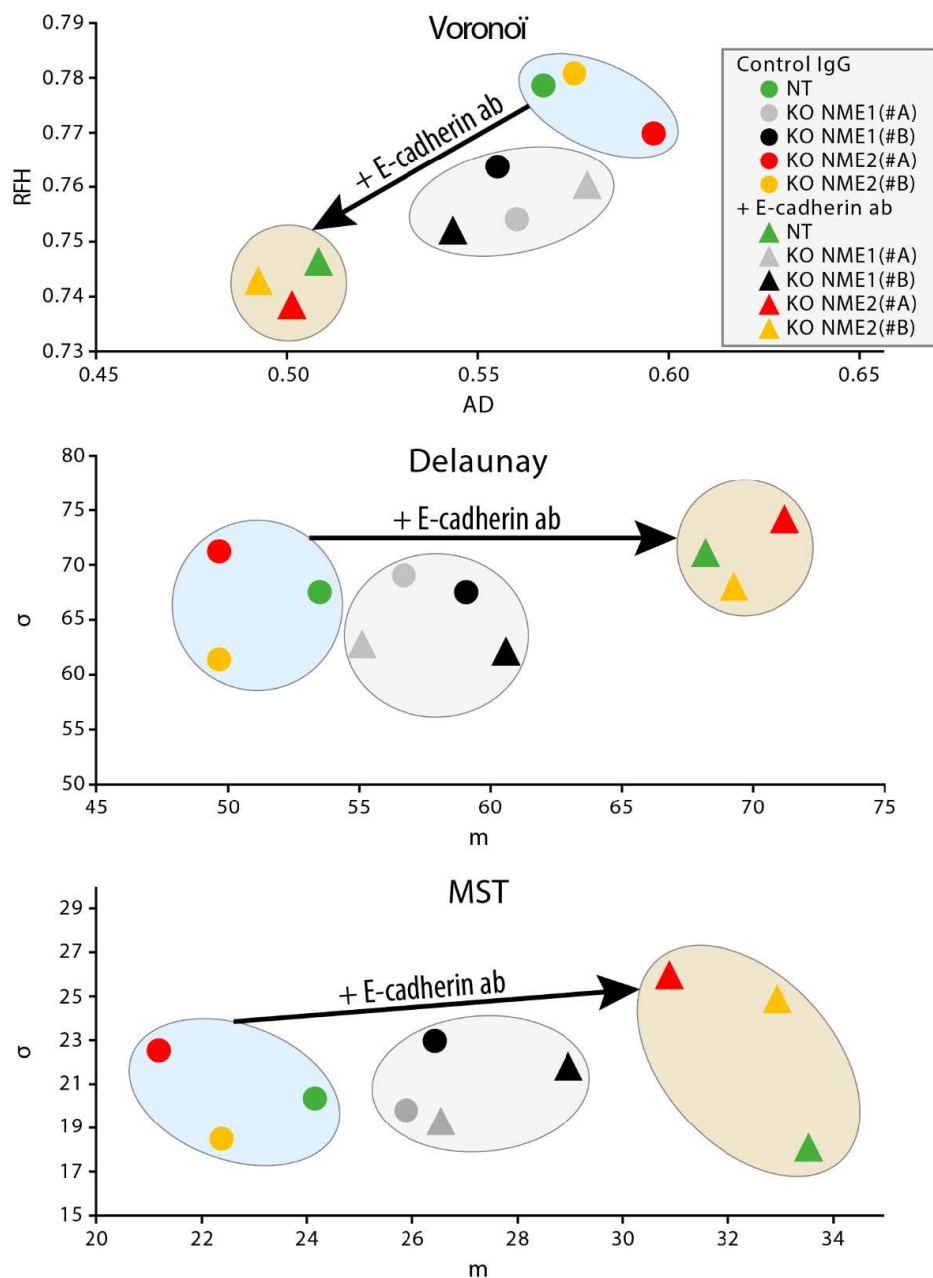 Voronoï
0.79
0.78
0.77
0.76
0.75
0.74
0.73
RFH
+ E-cadherin ab
0.45
0.50
0.55
0.60
0.65
AD
Control IgG
NT
KO NME1(#A)
KO NME1(#B)
KO NME2(#A)
KO NME2(#B)
+ E-cadherin ab
NT
KO NME1(#A)
KO NME1(#B)
KO NME2(#A)
KO NME2(#B)
Delaunay
80
75
70
65
60
55
50
σ
+ E-cadherin ab
45
50
55
60
65
70
75
m
MST
29
27
25
23
21
19
17
15
σ
+ E-cadherin ab
20
22
24
26
28
30
32
34
m